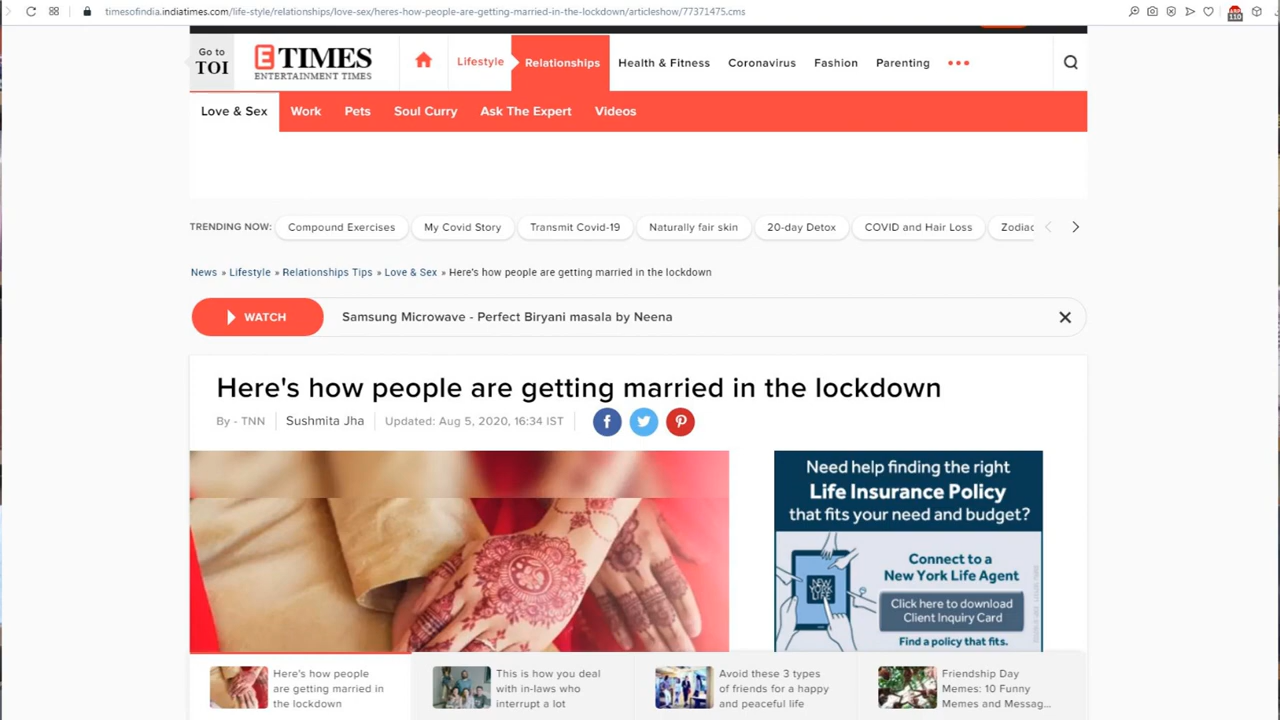 timesofindia.indiatimes.com/life-style/relationships/love-sex/heres-how-people-are-getting-married-in-the-lockdown/articleshow/77371475.cms
110
Go to
TOI
E TIMES
ENTERTAINMENT TIMES
Lifestyle
Relationships
Health & Fitness
Coronavirus
Fashion
Parenting
Love & Sex
Work
Pets
Soul Curry
Ask The Expert
Videos
TRENDING NOW:
Compound Exercises
My Covid Story
Transmit Covid-19
Naturally fair skin
20-day Detox
COVID and Hair Loss
Zodiac
News » Lifestyle » Relationships Tips » Love & Sex » Here's how people are getting married in the lockdown
WATCH
Samsung Microwave - Perfect Biryani masala by Neena
Here's how people are getting married in the lockdown
By - TNN
Sushmita Jha
Updated: Aug 5, 2020, 16:34 IST
Need help finding the right
Life Insurance Policy
that fits your need and budget?
NEW
YORK
LIFE
Connect to a
New York Life Agent
Click here to download
Client Inquiry Card
Find a policy that fits.
Here's how people
are getting married in
the lockdown
This is how you deal
with in-laws who
interrupt a lot
Avoid these 3 types
of friends for a happy
and peaceful life
Friendship Day
Memes: 10 Funny
Memes and Messag...